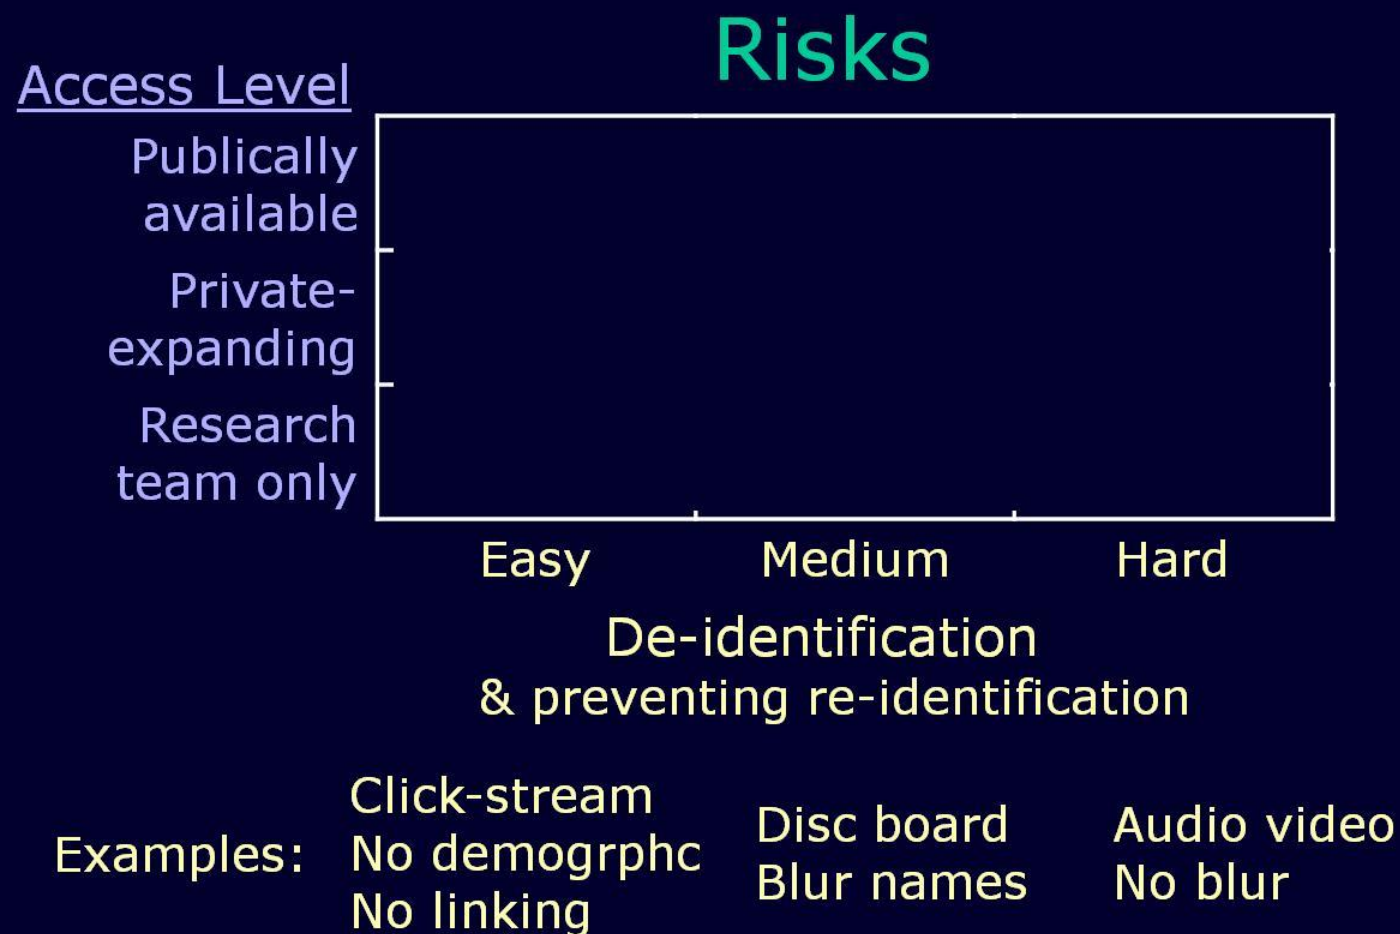 Risks
Access Level
Publically
available
Private-
expanding
Research
team only
Easy
Medium
Hard
De-identification
& preventing re-identification
Examples:
Click-stream
No demogrphc
No linking
Disc board
Blur names
Audio video
No blur